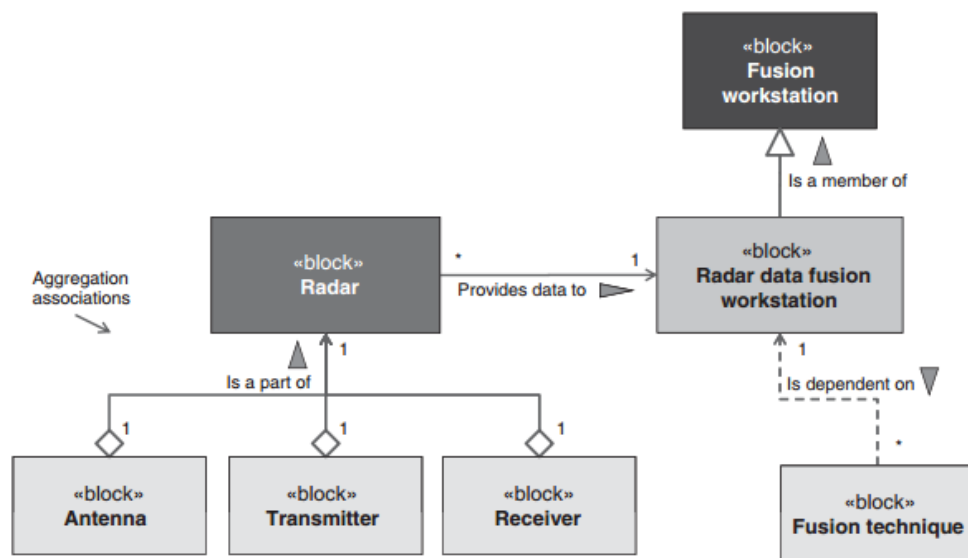 «block»
Fusion
workstation
Is a member of
«block»
Radar
*
1
Provides data to
«block»
Radar data fusion
workstation
Aggregation
associations
1
Is a part of
1
Is dependent on
1
1
1
*
«block»
Antenna
«block»
Transmitter
«block»
Receiver
«block»
Fusion technique